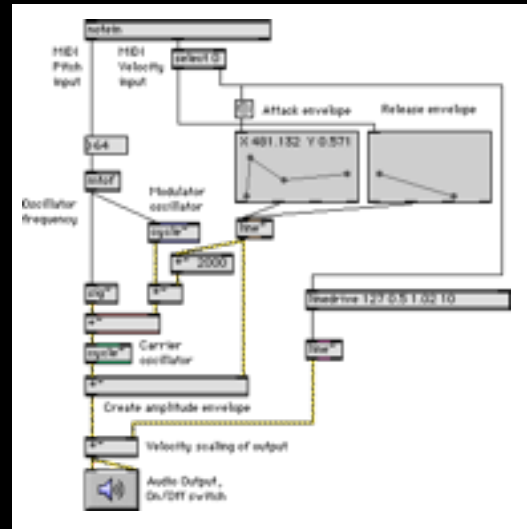 notein
MIDI
Pitch
input
MIDI
Velocity
input
select 0
Attack envelope
Release envelope
X 481.132 Y 0.571
64
mtof
Oscillator
frequency
Modulator
oscillator
cycle~
line~
*~ 2000
sig~
*~
linedrive 127 0.5 1.02 10
+~
cycle~
Carrier
oscillator
line~
*~
Create amplitude envelope
*~
Velocity scaling of output
Audio Output,
On/Off switch